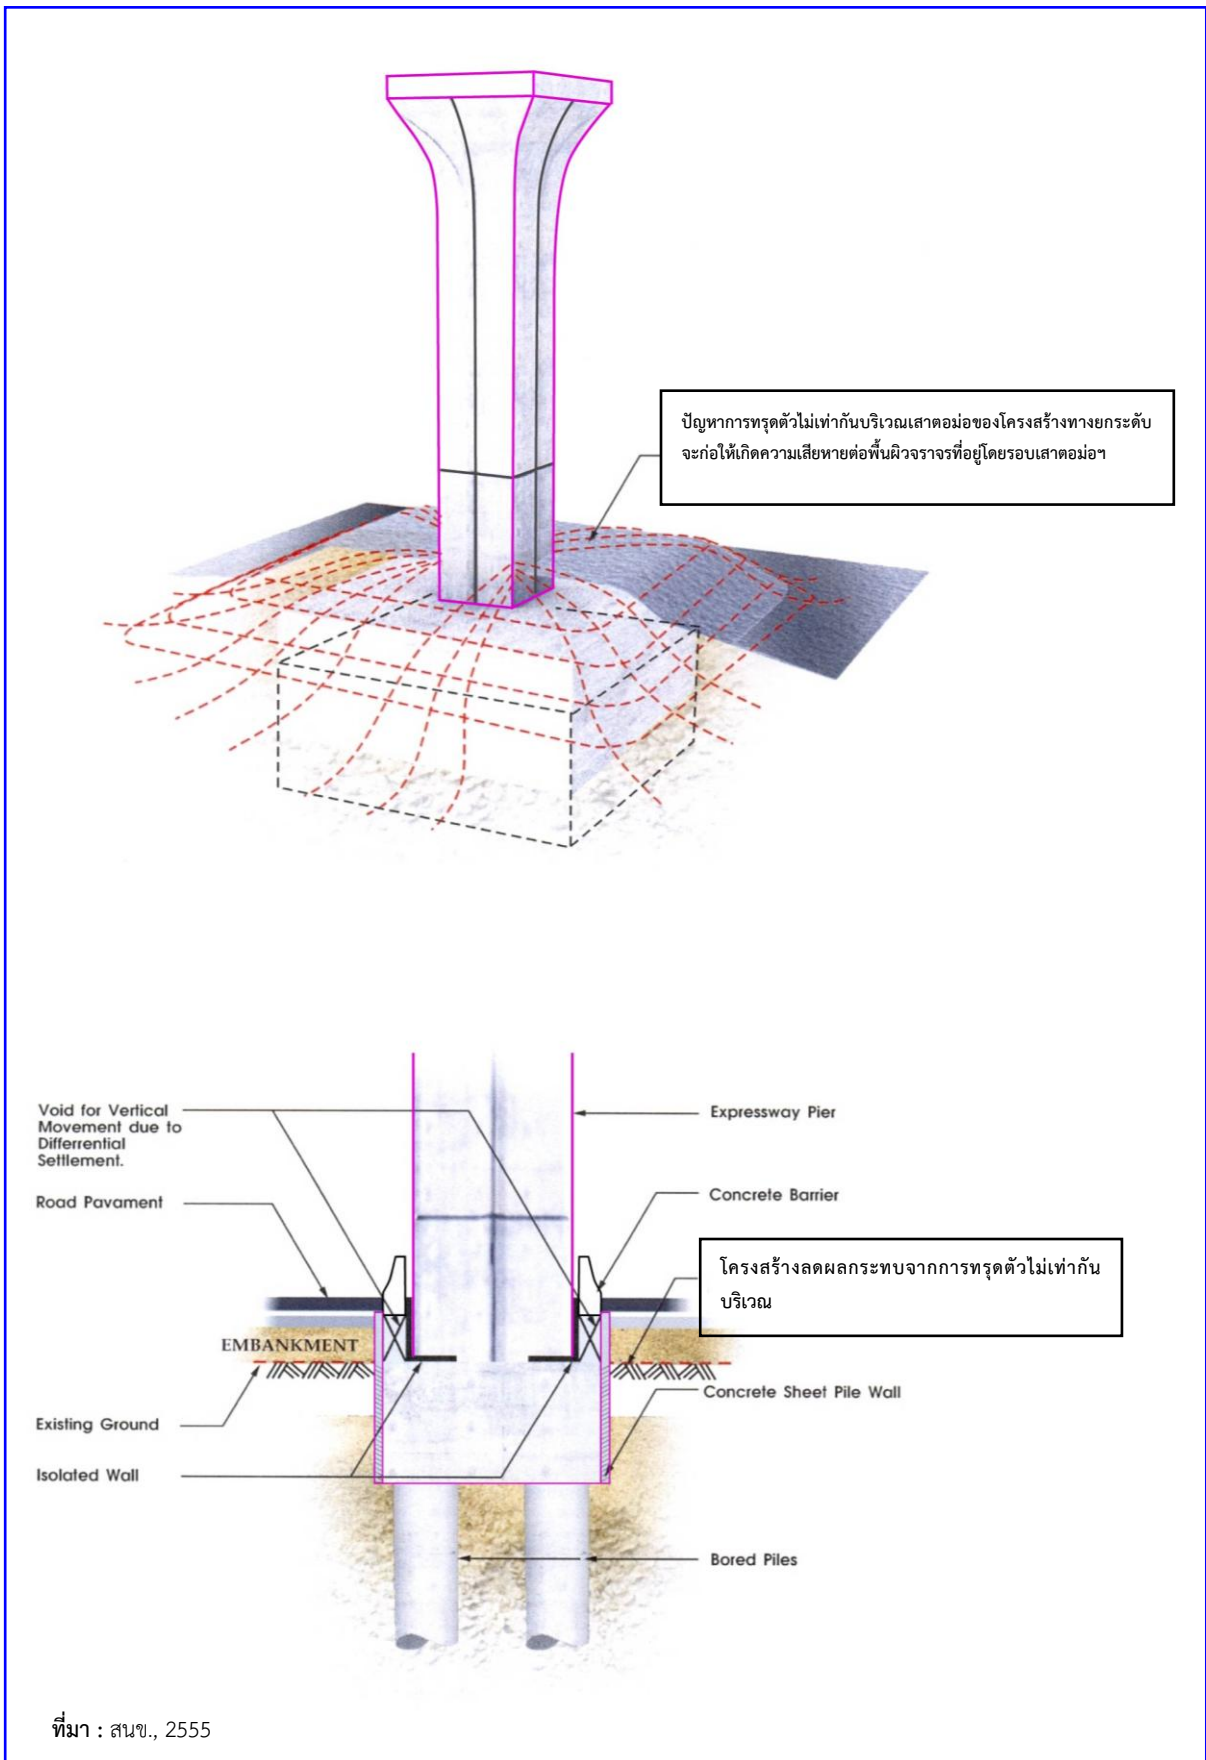 ปัญหาการทรุดตัวไม่เท่ากันบริเวณเสาตอม่อของโครงสร้างทางยกระดับ
จะก่อให้เกิดความเสียหายต่อพื้นผิวจราจรที่อยู่โดยรอบเสาตอม่อฯ
Void for Vertical
Movement due to
Differrential
Settlement.
Road Pavament
EMBANKMENT
Existing Ground
Isolated Wall
Expressway Pier
Concrete Barrier
โครงสร้างลดผลกระทบจากการทรุดตัวไม่เท่ากัน
บริเวณ
Concrete Sheet Pile Wall
Bored Piles
ที่มา : สนข., 2555